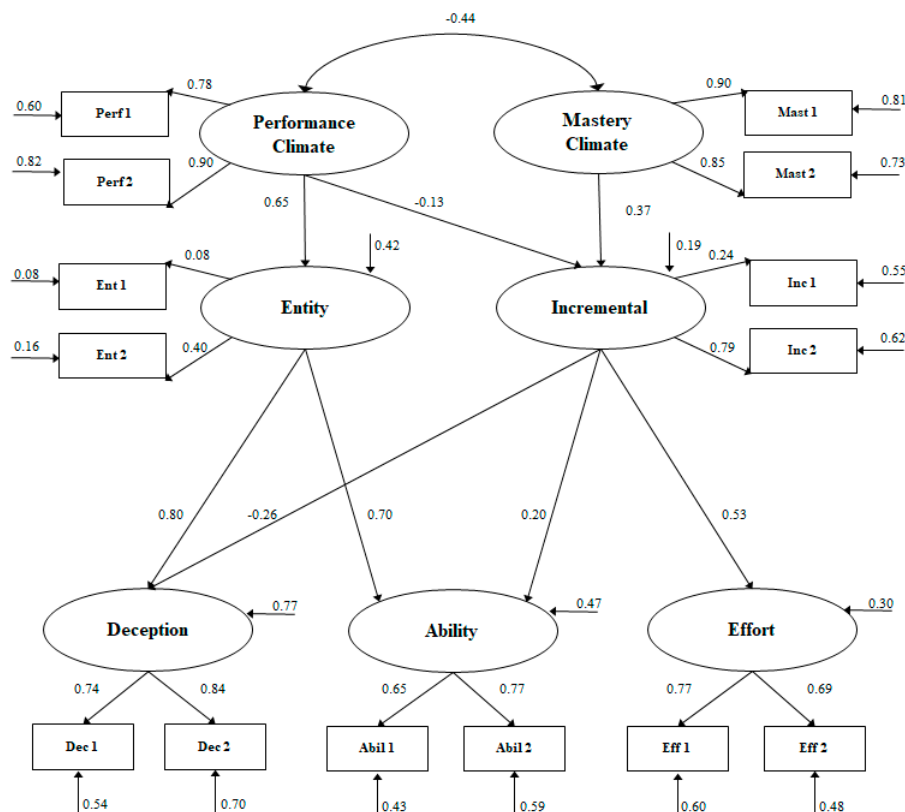 -0.44
0.60
Perf 1
0.78
Performance
Climate
Mastery
Climate
0.90
Mast 1
0.81
0.82
Perf 2
0.90
0.85
Mast 2
0.73
0.65
-0.13
0.37
0.42
0.19
0.08
Ent 1
0.08
Entity
Incremental
0.24
Inc 1
0.55
0.16
Ent 2
0.40
0.79
Inc 2
0.62
0.80
-0.26
0.70
0.20
0.53
Deception
0.77
Ability
0.47
Effort
0.30
0.74
0.84
0.65
0.77
0.77
0.69
Dec 1
Dec 2
Abil 1
Abil 2
Eff 1
Eff 2
0.54
0.70
0.43
0.59
0.60
0.48